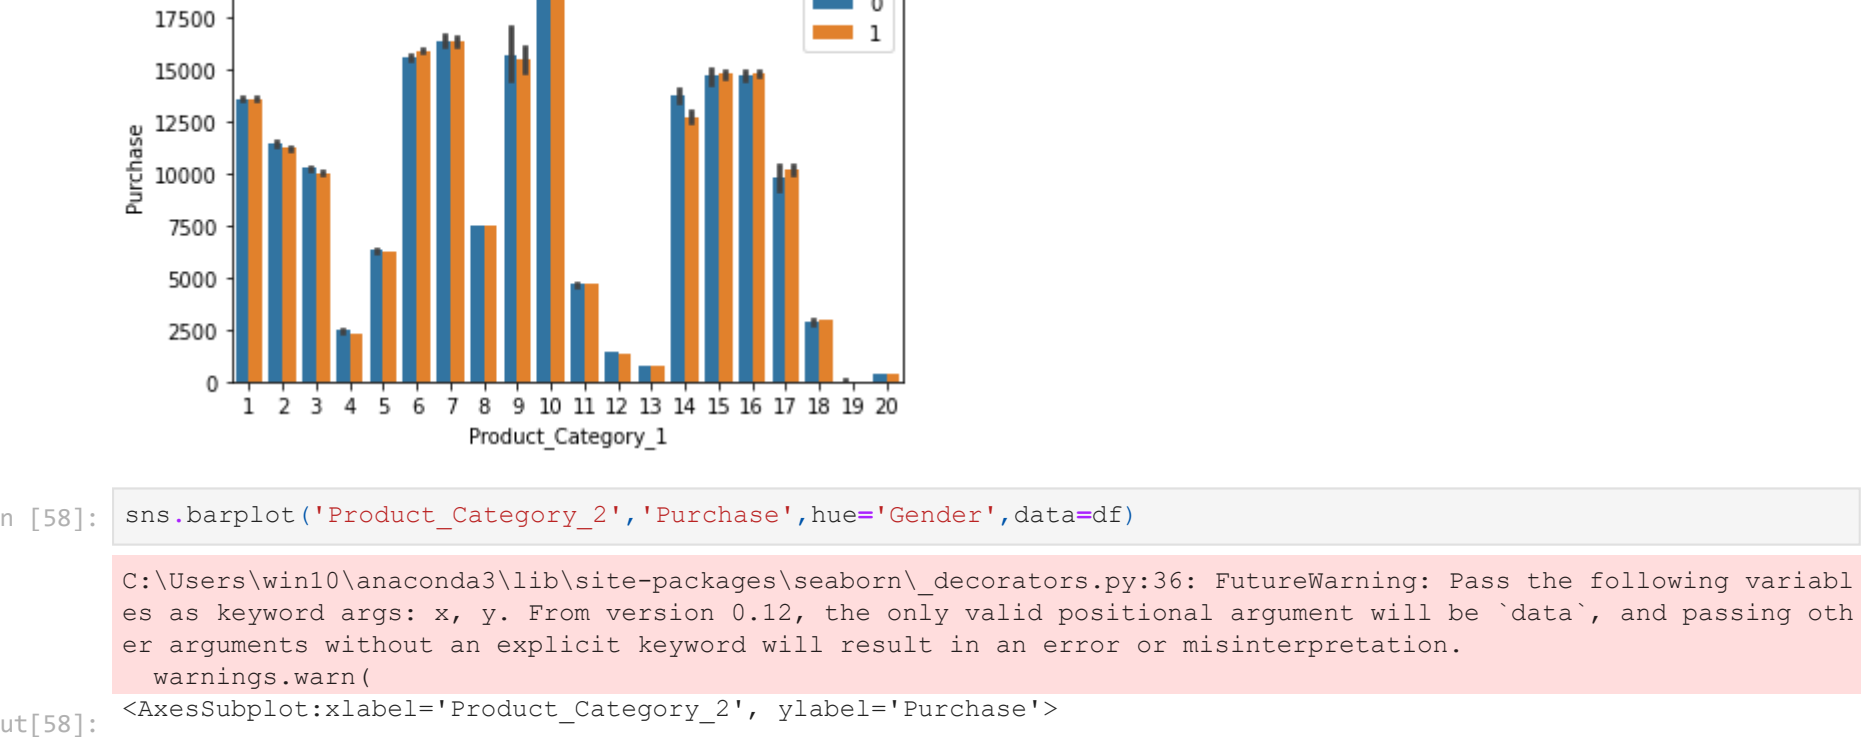 0
17500
1
15000
12500
Purchase
10000
7500
5000
2500
0
1 2 3 4 5 6 7 8 9 10 11 12 13 14 15 16 17 18 19 20
Product_Category_1
n [58]: sns.barplot('Product_Category_2','Purchase',hue='Gender',data=df)
C:\Users\win10\anaconda3\lib\site-packages\seaborn\_decorators.py:36: FutureWarning: Pass the following variabl
es as keyword args: x, y. From version 0.12, the only valid positional argument will be `data`, and passing oth
er arguments without an explicit keyword will result in an error or misinterpretation.
  warnings.warn(
<AxesSubplot:xlabel='Product_Category_2', ylabel='Purchase'>
ut[58]: